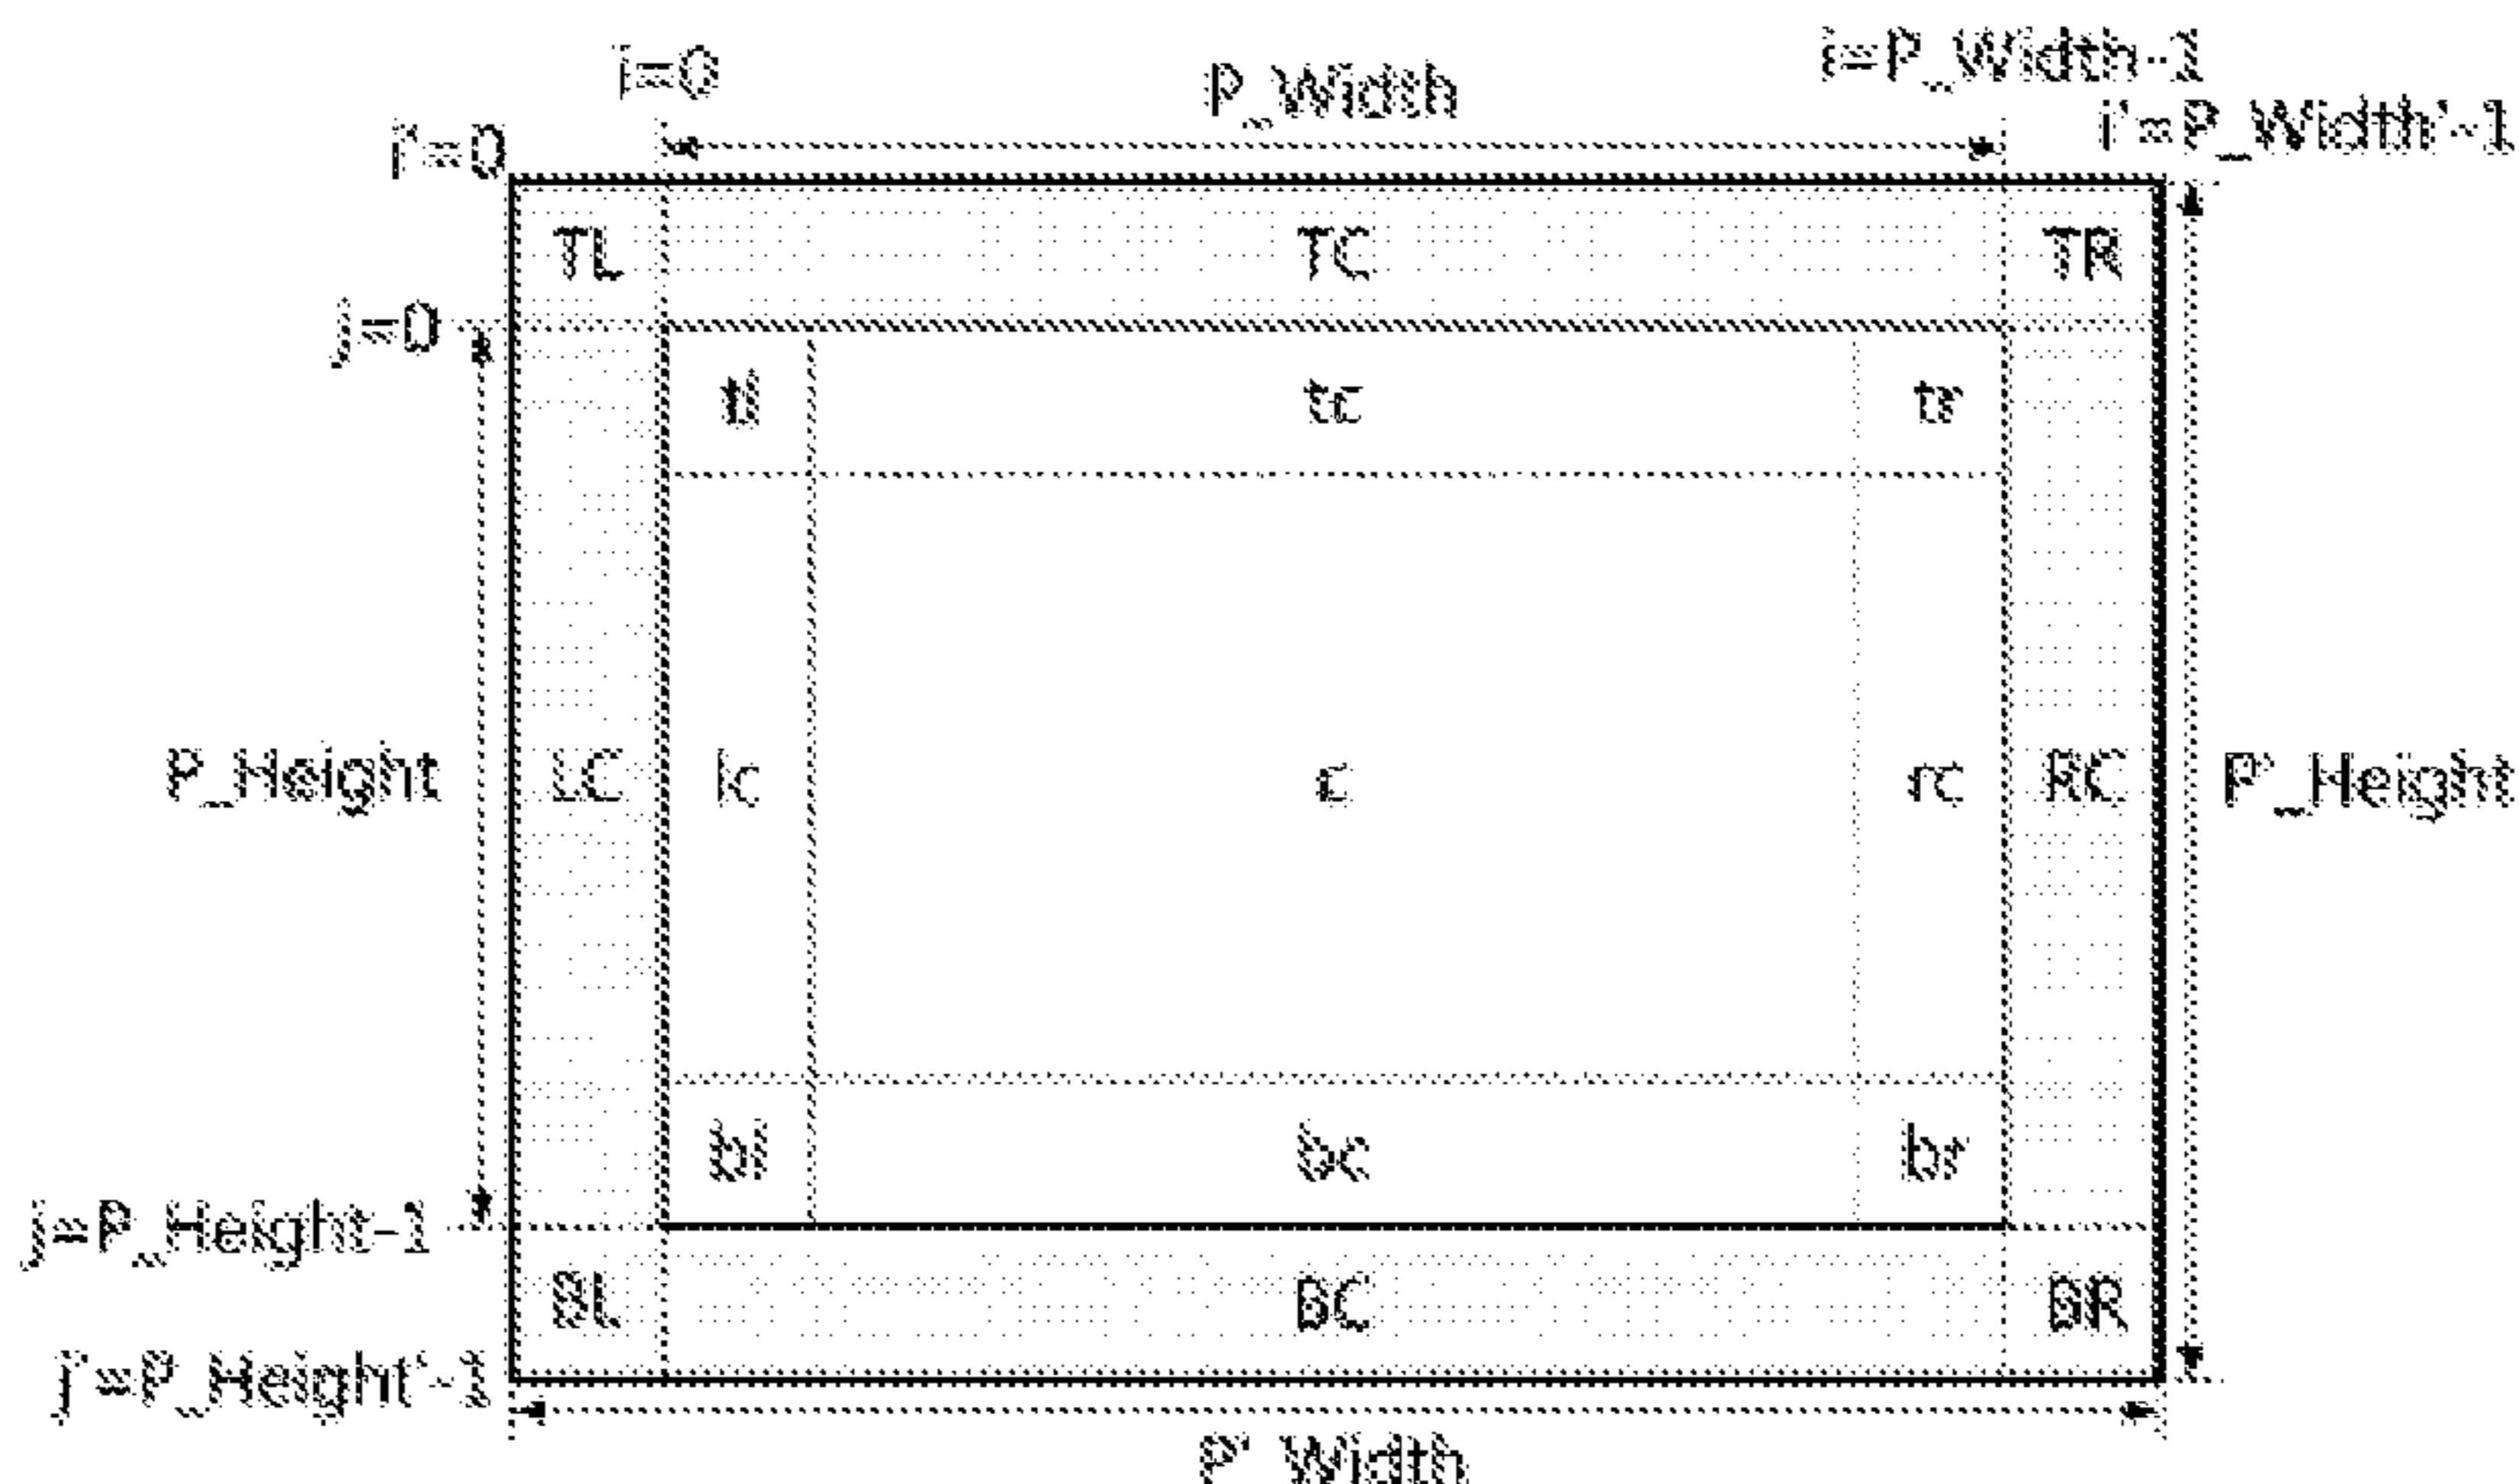 i=0
P_Width
i=P_Width-1
i'=0
i'=P_Width'-1
TL TC TR
j=0
tl tc tr
P_Height LC lc c rc RC P'_Height
bl bc br
j=P_Height-1
BL BC BR
j'=P_Height'-1
P'_Width